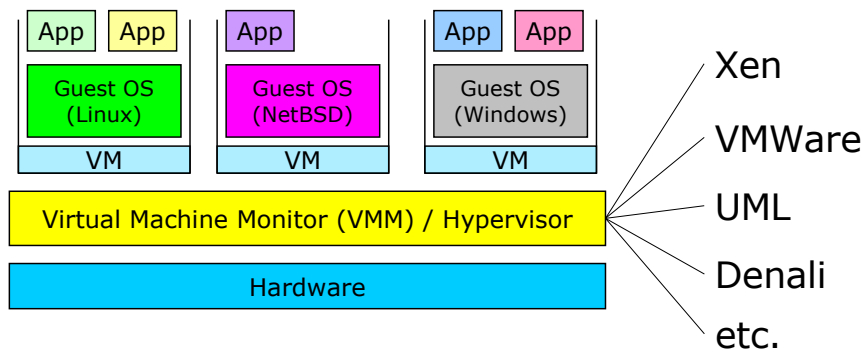 App App App App App
Guest OS
(Linux)
Guest OS
(NetBSD)
Guest OS
(Windows)
VM VM VM
Virtual Machine Monitor (VMM) / Hypervisor
Hardware
Xen
VMWare
UML
Denali
etc.